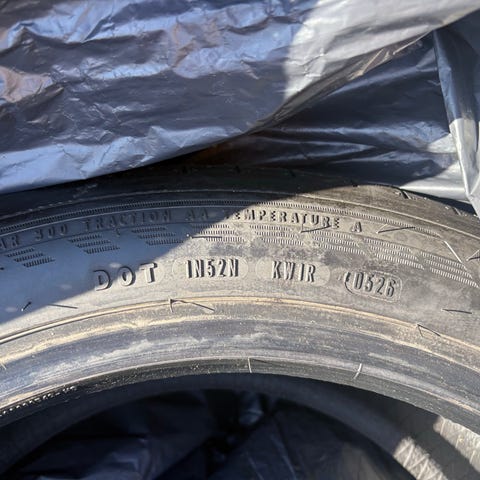 300 TRACTION AA TEMPERATURE A
DOT 1N52N KW1R 0526